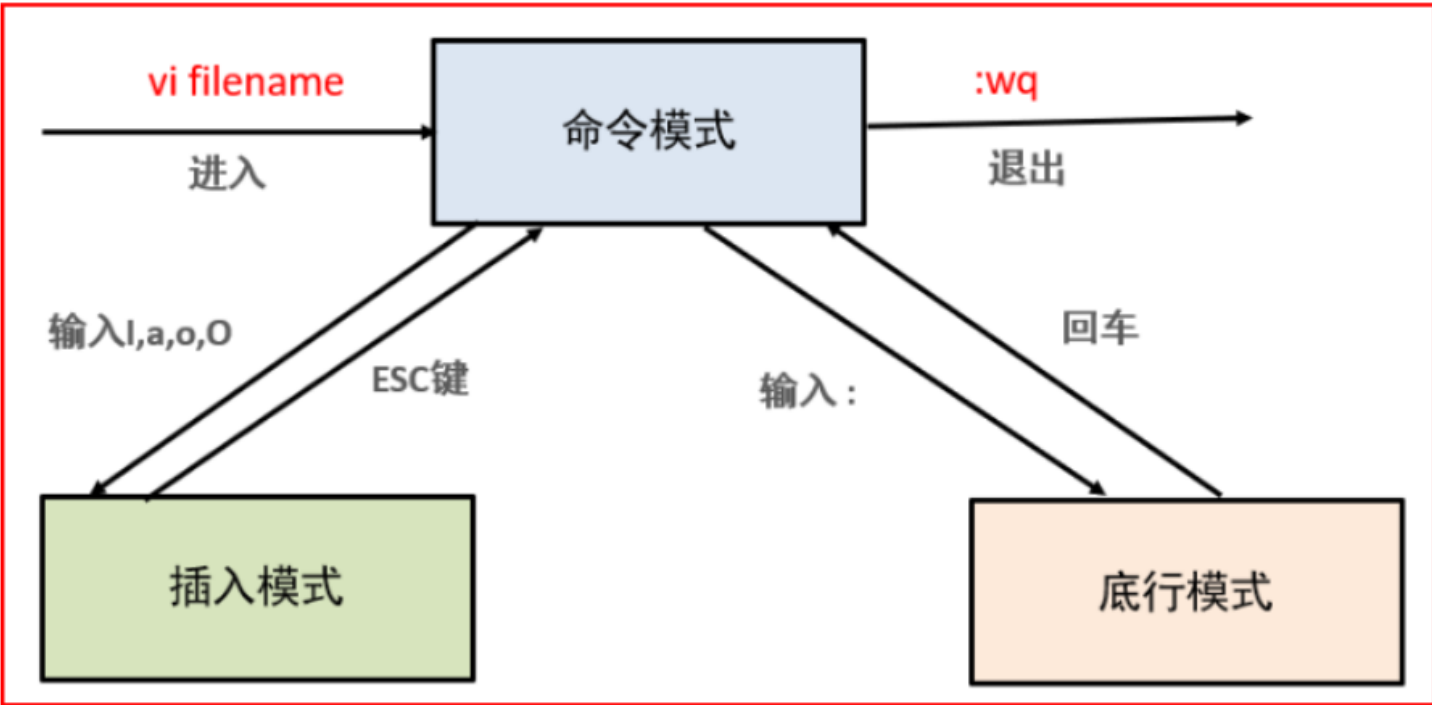 vi filename
命令模式
:wq
进入
退出
输入I,a,o,O
ESC键
输入 :
回车
插入模式
底行模式